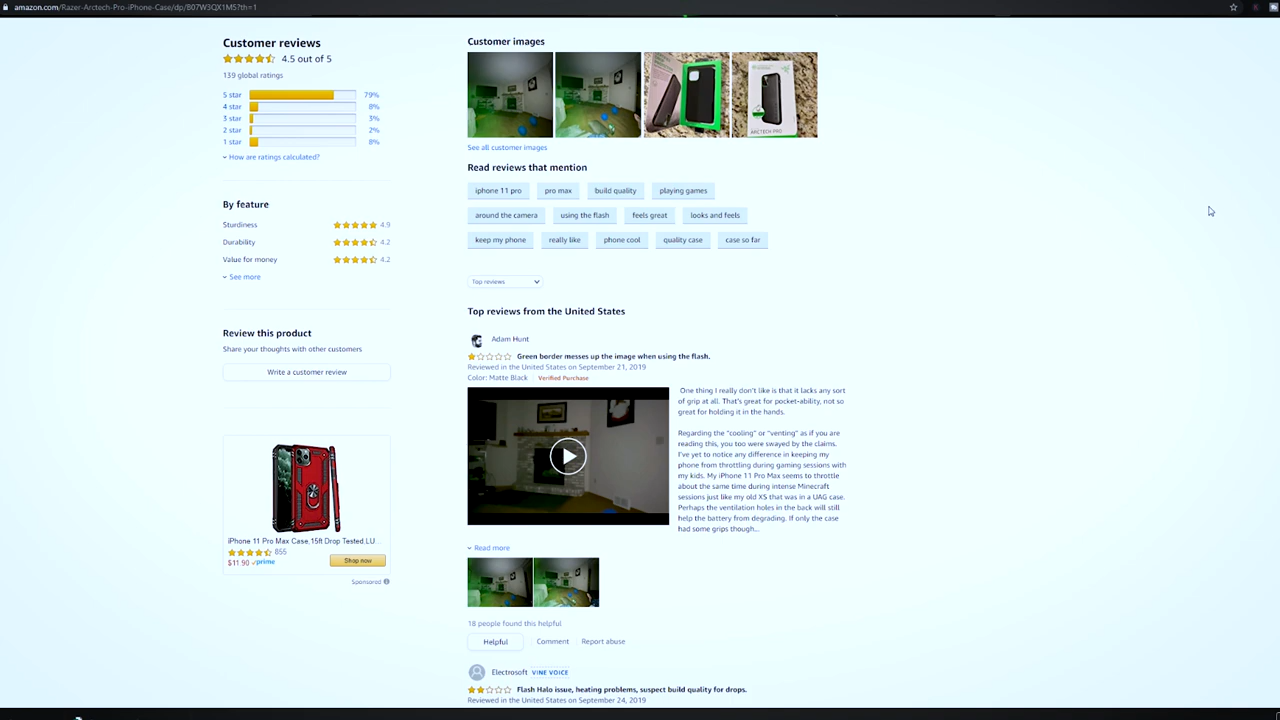 amazon.com/Razer-Arctech-Pro-iPhone-Case/dp/B07W3QX1M5?th=1
Customer reviews
4.5 out of 5
139 global ratings
5 star 79%
4 star 8%
3 star 3%
2 star 2%
1 star 8%
How are ratings calculated?
By feature
Sturdiness 4.9
Durability 4.2
Value for money 4.2
See more
Review this product
Share your thoughts with other customers
Write a customer review
iPhone 11 Pro Max Case,15ft Drop Tested,LU...
855
$11.90 prime
Shop now
Sponsored
Customer images
ARCTECH PRO
See all customer images
Read reviews that mention
iphone 11 pro pro max build quality playing games
around the camera using the flash feels great looks and feels
keep my phone really like phone cool quality case case so far
Top reviews
Top reviews from the United States
Adam Hunt
Green border messes up the image when using the flash.
Reviewed in the United States on September 21, 2019
Color: Matte Black Verified Purchase
One thing I really don't like is that it lacks any sort
of grip at all. That's great for pocket-ability, not so
great for holding it in the hands.
Regarding the "cooling" or "venting" as if you are
reading this, you too were swayed by the claims.
I've yet to notice any difference in keeping my
phone from throttling during gaming sessions with
my kids. My iPhone 11 Pro Max seems to throttle
about the same time during intense Minecraft
sessions just like my old XS that was in a UAG case.
Perhaps the ventilation holes in the back will still
help the battery from degrading. If only the case
had some grips though...
Read more
18 people found this helpful
Helpful Comment Report abuse
Electrosoft VINE VOICE
Flash Halo issue, heating problems, suspect build quality for drops.
Reviewed in the United States on September 24, 2019